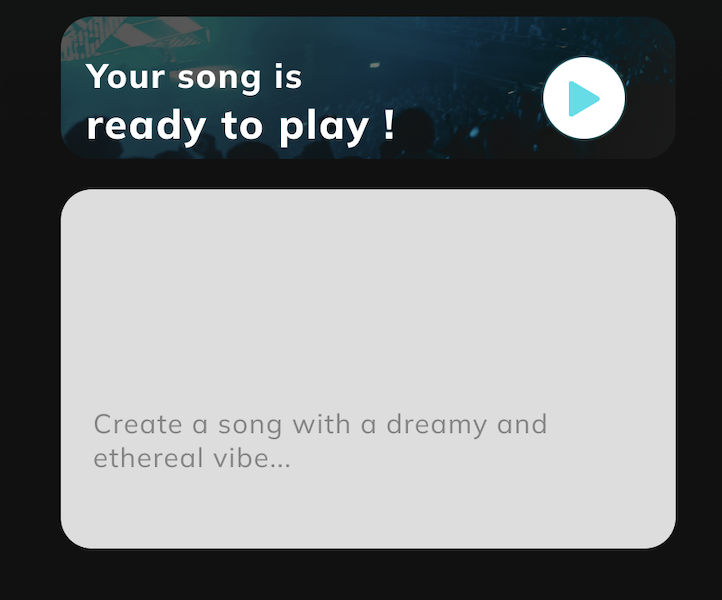 Your song is
ready to play !
Create a song with a dreamy and
ethereal vibe...